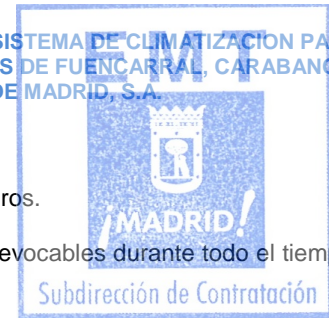 SISTEMA DE CLIMATIZACION PA
S DE FUENCARRAL, CARABANC
DE MADRID, S.A.
EMT
ros.
¡MADRID!
evocables durante todo el tiem
Subdirección de Contratación